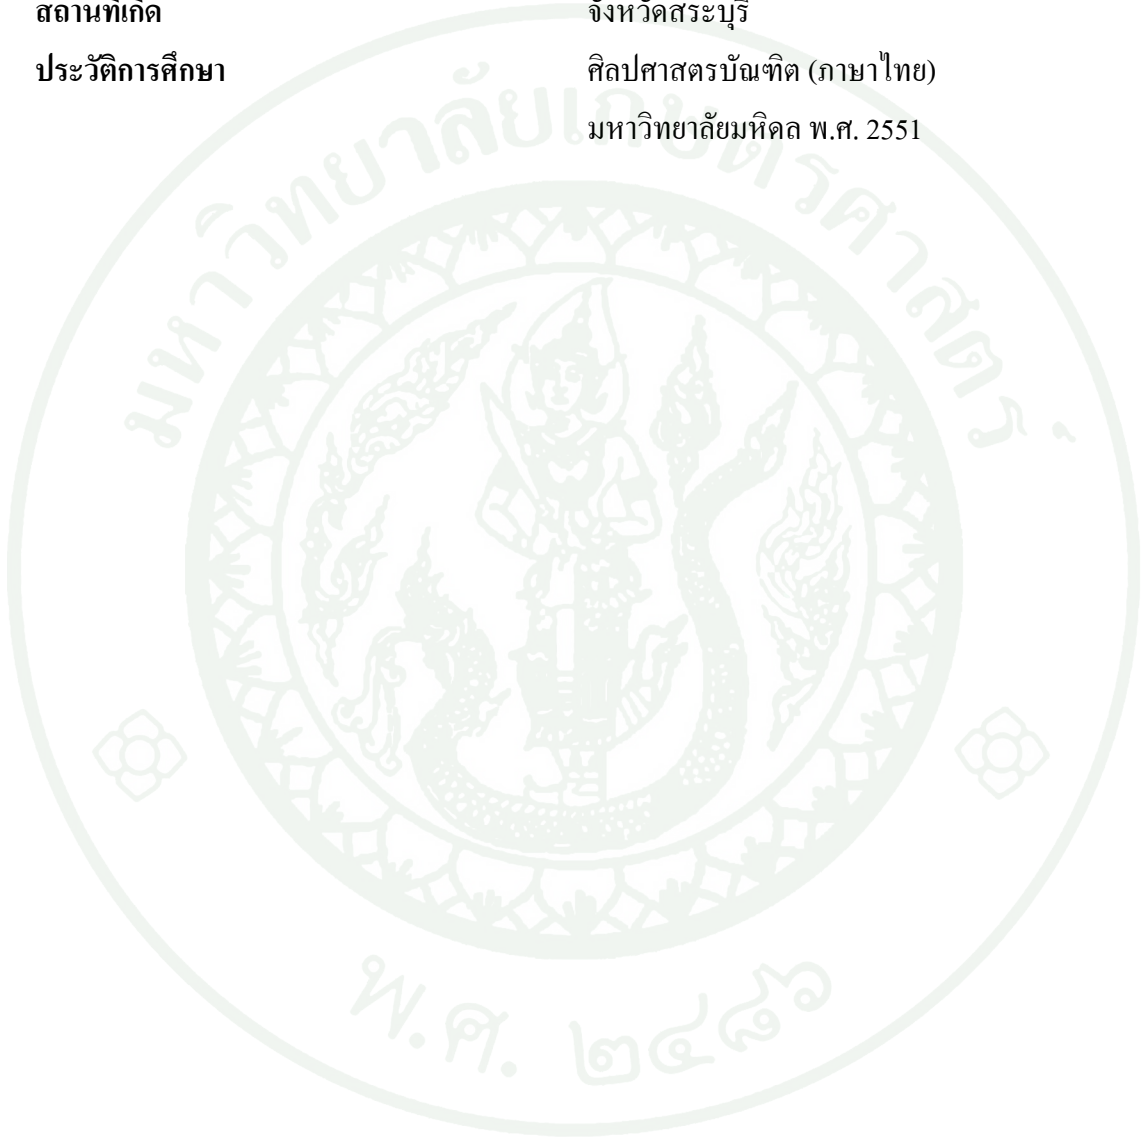 สถานที่เกิด จังหวัดสระบุรี
ประวัติการศึกษา ศิลปศาสตรบัณฑิต (ภาษาไทย)
มหาวิทยาลัยมหิดล พ.ศ. 2551
มหาวิทยาลัยเกษตรศาสตร์
พ.ศ. ๒๔๘๖